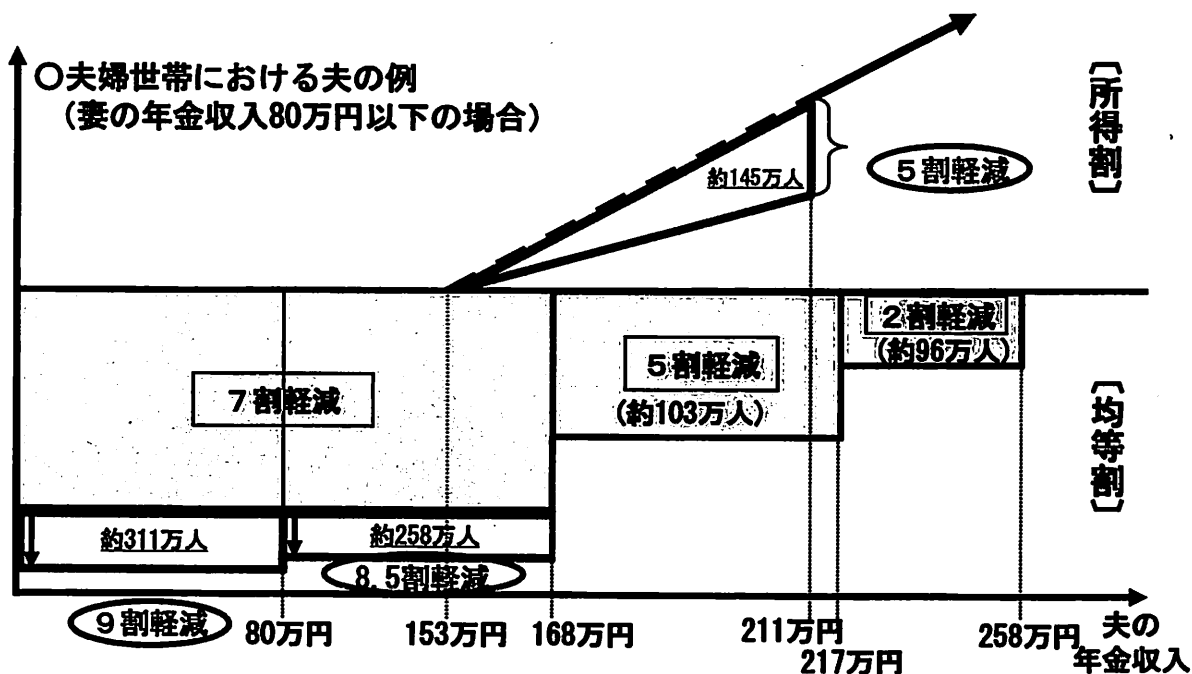 ○夫婦世帯における夫の例
（妻の年金収入80万円以下の場合）
［所得割］
約145万人
5割軽減
7割軽減
5割軽減
（約103万人）
2割軽減
（約96万人）
［均等割］
約311万人
約258万人
8.5割軽減
9割軽減
80万円
153万円
168万円
211万円
217万円
258万円
夫の
年金収入